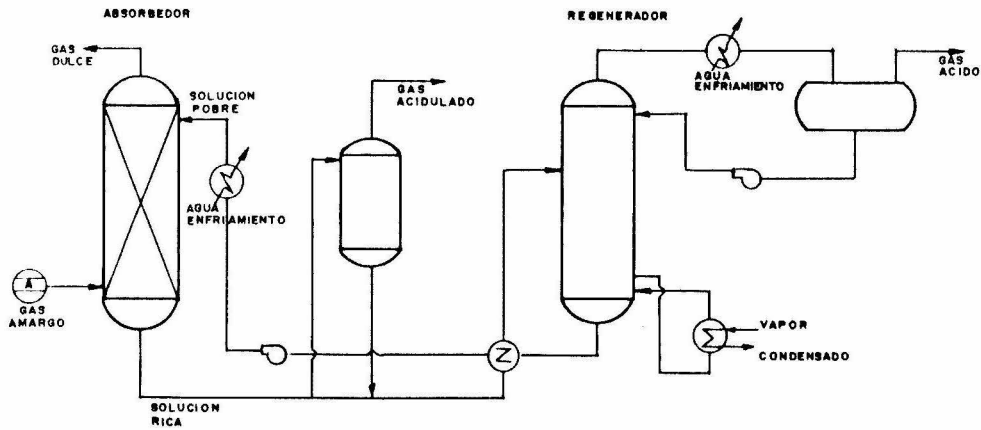 ABSORBEDOR
REGENERADOR
GAS
DULCE
SOLUCION
POBRE
GAS
ACIDULADO
AGUA
ENFRIAMIENTO
GAS
ACIDO
AGUA
ENFRIAMIENTO
A
GAS
AMARGO
VAPOR
CONDENSADO
SOLUCION
RICA